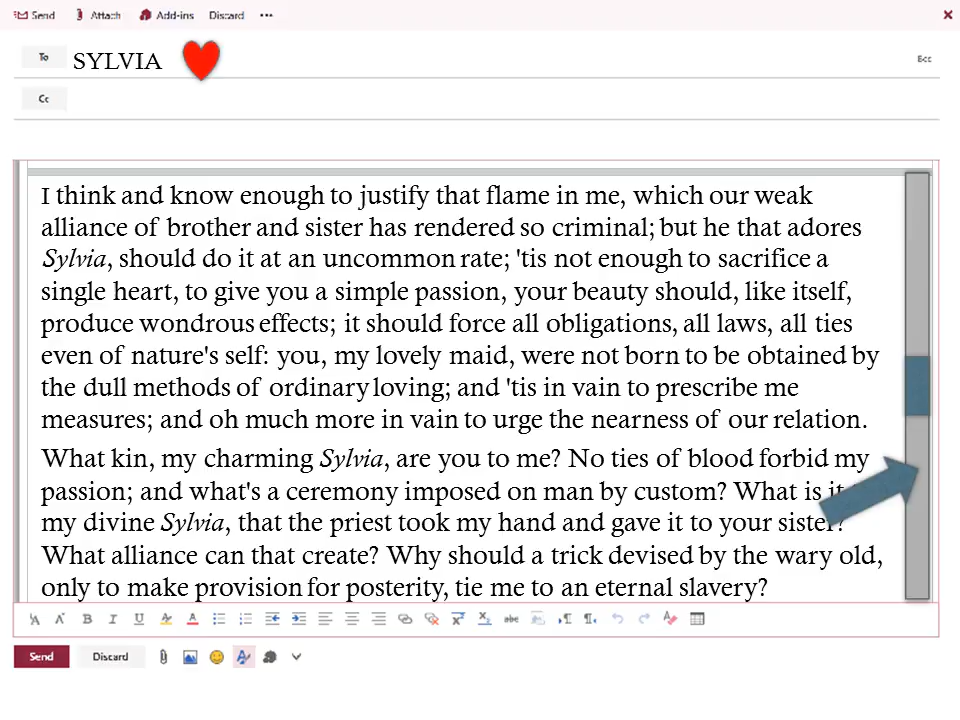 Send Attach Add-ins Discard •••
To SYLVIA Bcc
Cc
I think and know enough to justify that flame in me, which our weak
alliance of brother and sister has rendered so criminal; but he that adores
Sylvia, should do it at an uncommon rate; 'tis not enough to sacrifice a
single heart, to give you a simple passion, your beauty should, like itself,
produce wondrous effects; it should force all obligations, all laws, all ties
even of nature's self: you, my lovely maid, were not born to be obtained by
the dull methods of ordinary loving; and 'tis in vain to prescribe me
measures; and oh much more in vain to urge the nearness of our relation.
What kin, my charming Sylvia, are you to me? No ties of blood forbid my
passion; and what's a ceremony imposed on man by custom? What is it
my divine Sylvia, that the priest took my hand and gave it to your sister?
What alliance can that create? Why should a trick devised by the wary old,
only to make provision for posterity, tie me to an eternal slavery?
B I U abc
Send Discard